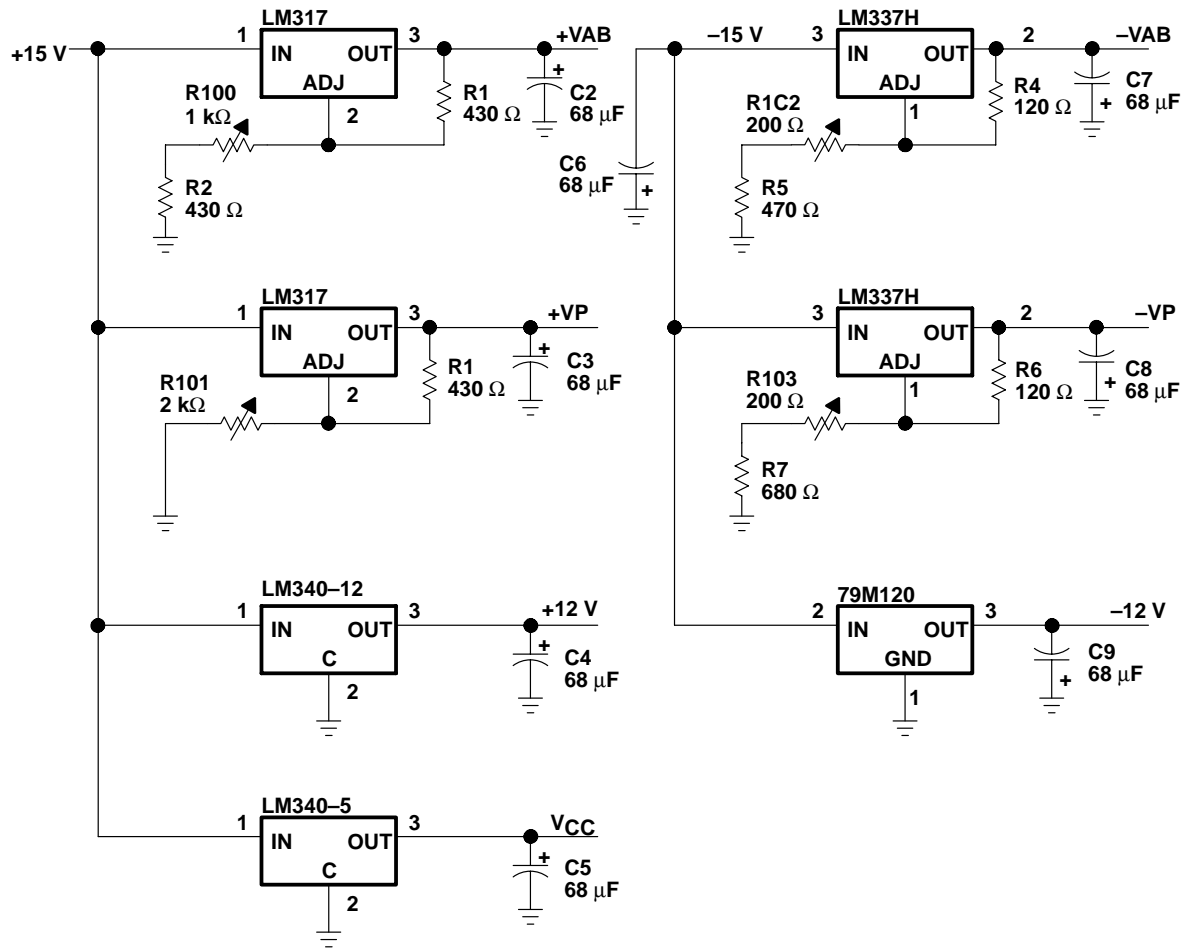 +15 V
LM317
1
IN
OUT
ADJ
3
2
+VAB
R100
1 kΩ
R2
430 Ω
R1
430 Ω
+
C2
68 μF
–15 V
LM337H
3
IN
OUT
ADJ
2
1
–VAB
C6
68 μF
+
R1C2
200 Ω
R5
470 Ω
R4
120 Ω
C7
68 μF
+
LM317
1
IN
OUT
ADJ
3
2
+VP
R101
2 kΩ
R1
430 Ω
+
C3
68 μF
LM337H
3
IN
OUT
ADJ
2
1
–VP
R103
200 Ω
R7
680 Ω
R6
120 Ω
C8
68 μF
+
LM340–12
1
IN
OUT
C
3
2
+12 V
+
C4
68 μF
79M120
2
IN
OUT
GND
3
1
–12 V
C9
68 μF
+
LM340–5
1
IN
OUT
C
3
2
VCC
+
C5
68 μF